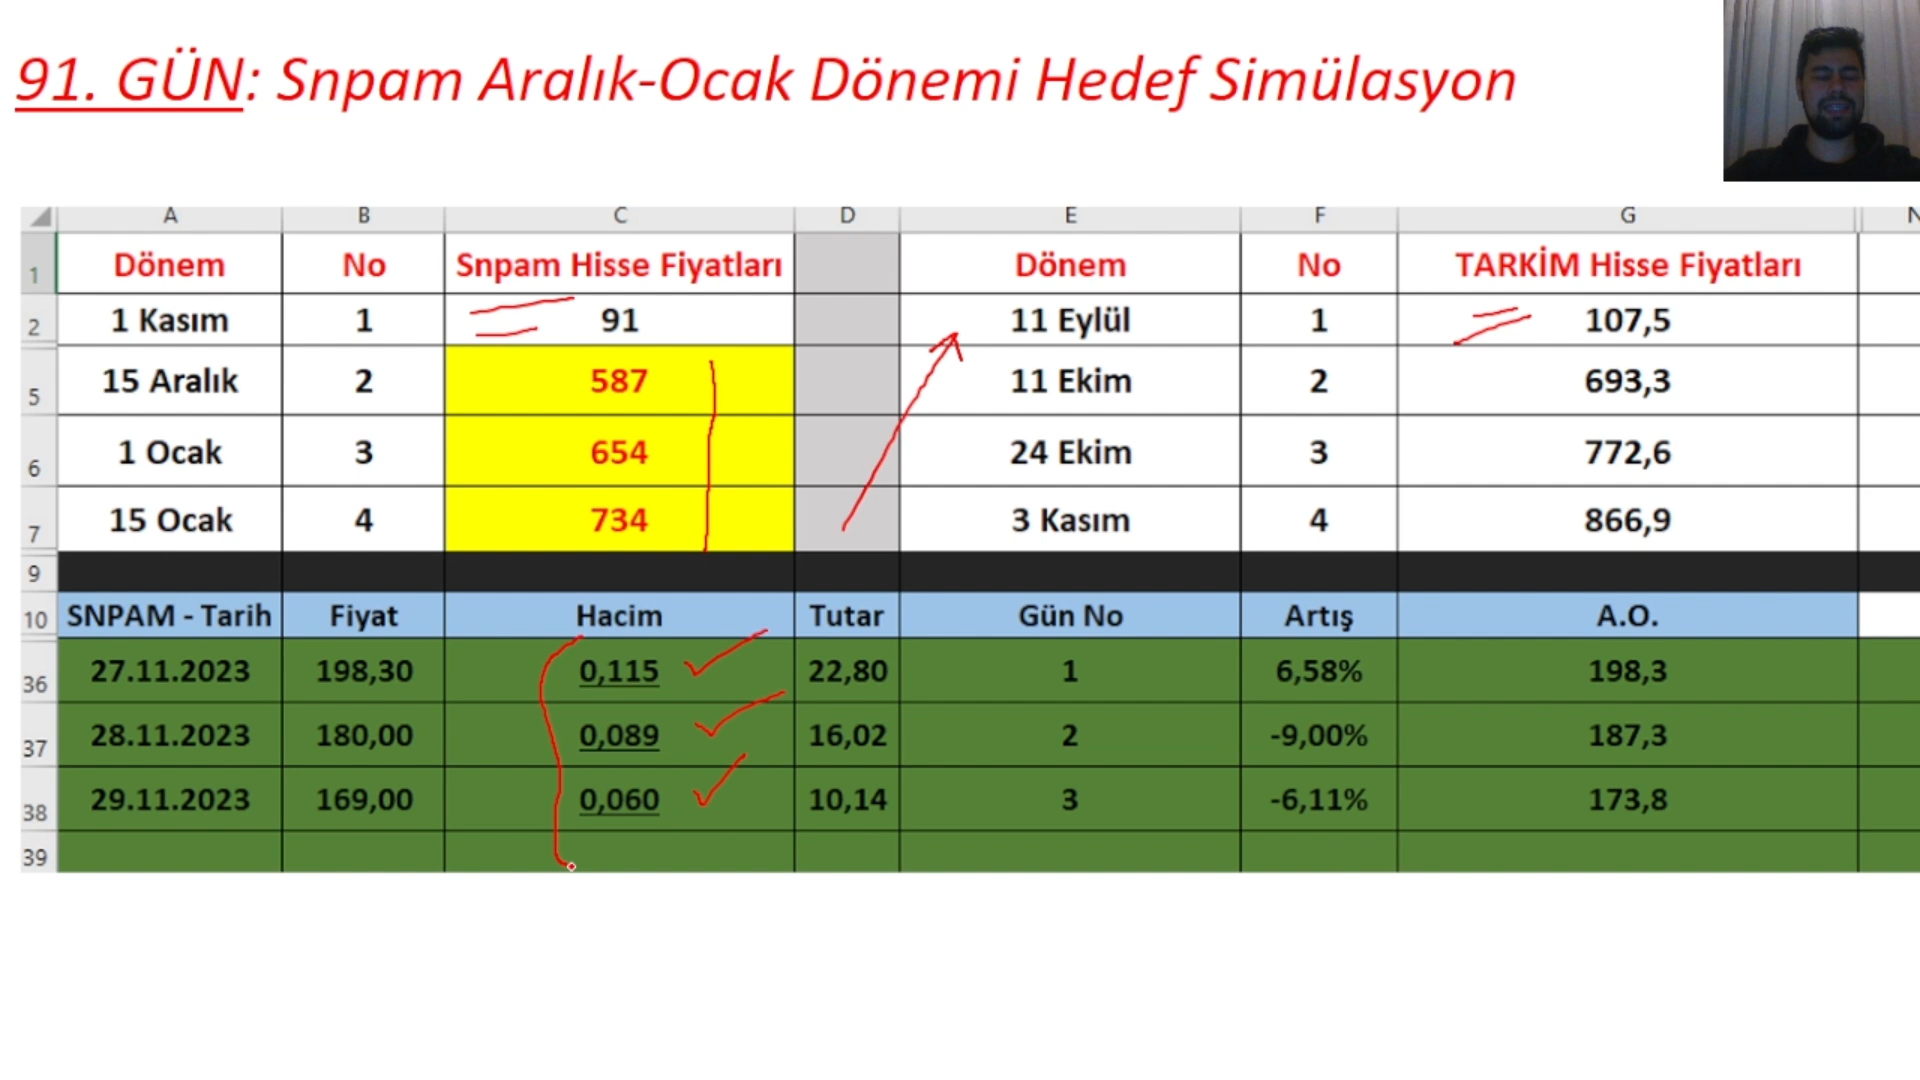 91. GÜN: Snpam Aralık-Ocak Dönemi Hedef Simülasyon
A B C D E F G
1 Dönem No Snpam Hisse Fiyatları Dönem No TARKİM Hisse Fiyatları
2 1 Kasım 1 91 11 Eylül 1 107,5
5 15 Aralık 2 587 11 Ekim 2 693,3
6 1 Ocak 3 654 24 Ekim 3 772,6
7 15 Ocak 4 734 3 Kasım 4 866,9
9
10 SNPAM - Tarih Fiyat Hacim Tutar Gün No Artış A.O.
36 27.11.2023 198,30 0,115 22,80 1 6,58% 198,3
37 28.11.2023 180,00 0,089 16,02 2 -9,00% 187,3
38 29.11.2023 169,00 0,060 10,14 3 -6,11% 173,8
39